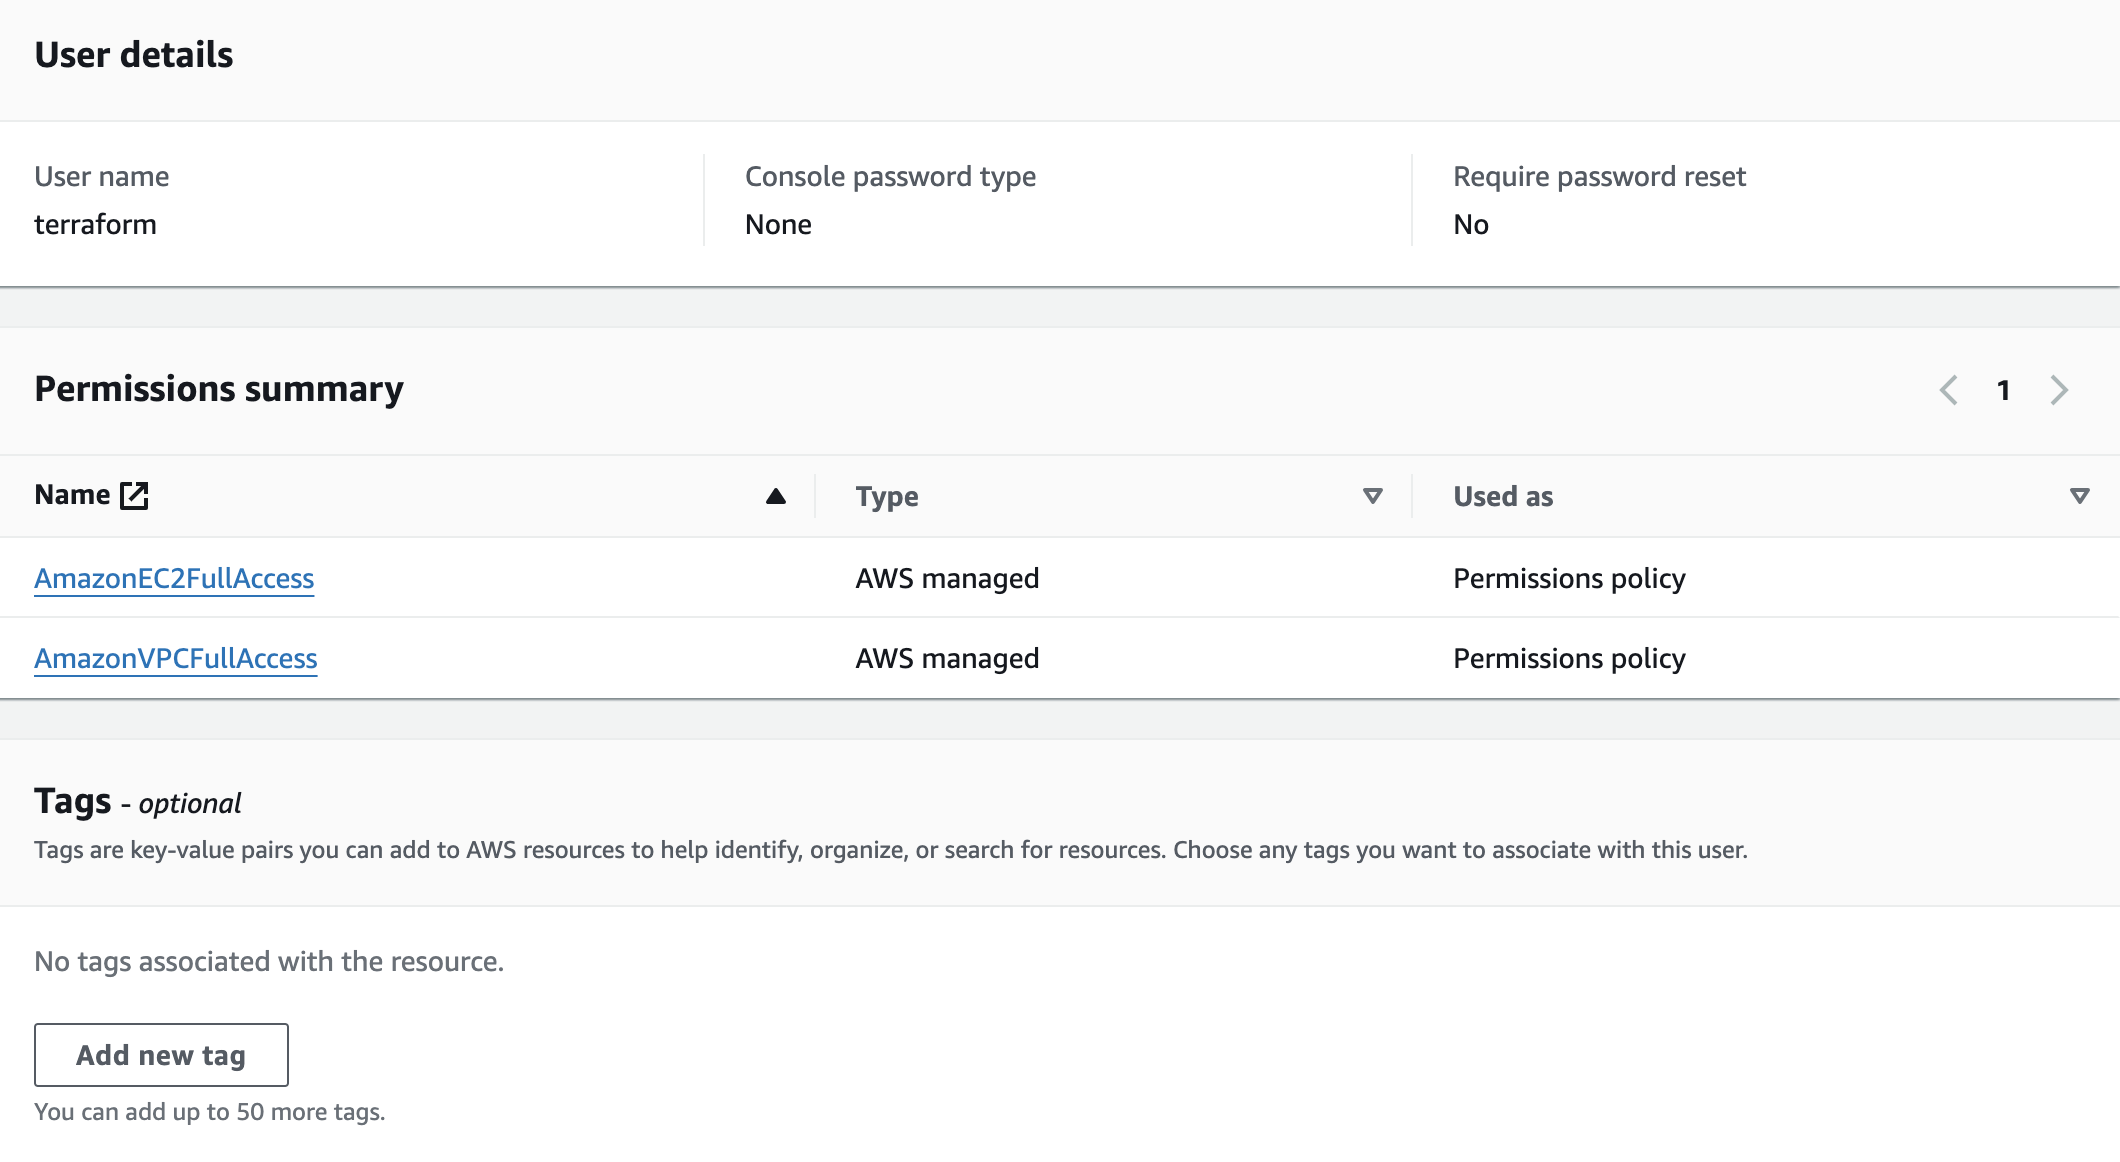 User details
User name
terraform
Console password type
None
Require password reset
No
Permissions summary
1
Name
Type
Used as
AmazonEC2FullAccess
AWS managed
Permissions policy
AmazonVPCFullAccess
AWS managed
Permissions policy
Tags - optional
Tags are key-value pairs you can add to AWS resources to help identify, organize, or search for resources. Choose any tags you want to associate with this user.
No tags associated with the resource.
Add new tag
You can add up to 50 more tags.